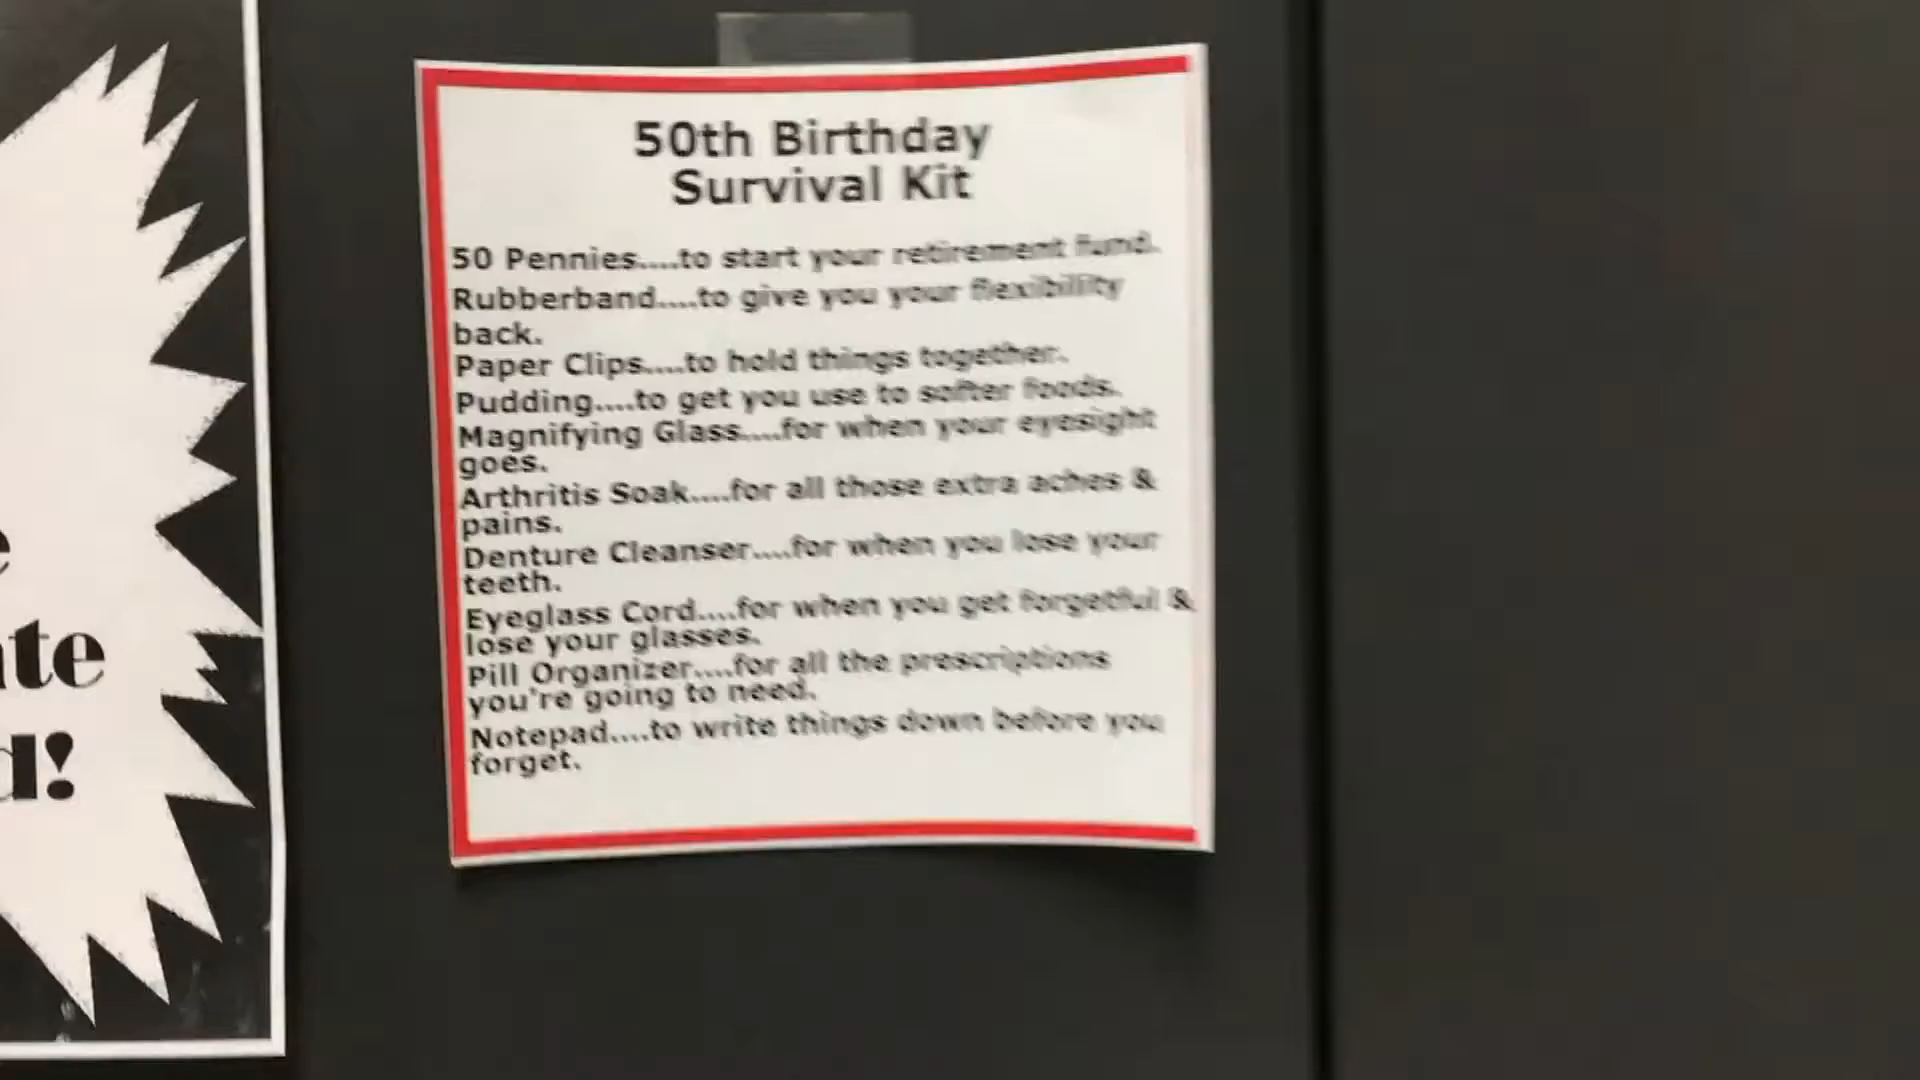 50th Birthday
Survival Kit
50 Pennies....to start your retirement fund.
Rubberband....to give you your flexibility
back.
Paper Clips....to hold things together.
Pudding....to get you use to softer foods.
Magnifying Glass....for when your eyesight
goes.
Arthritis Soak....for all those extra aches &
pains.
Denture Cleanser....for when you lose your
teeth.
Eyeglass Cord....for when you get forgetful &
lose your glasses.
Pill Organizer....for all the prescriptions
you're going to need.
Notepad....to write things down before you
forget.
e
te
d!